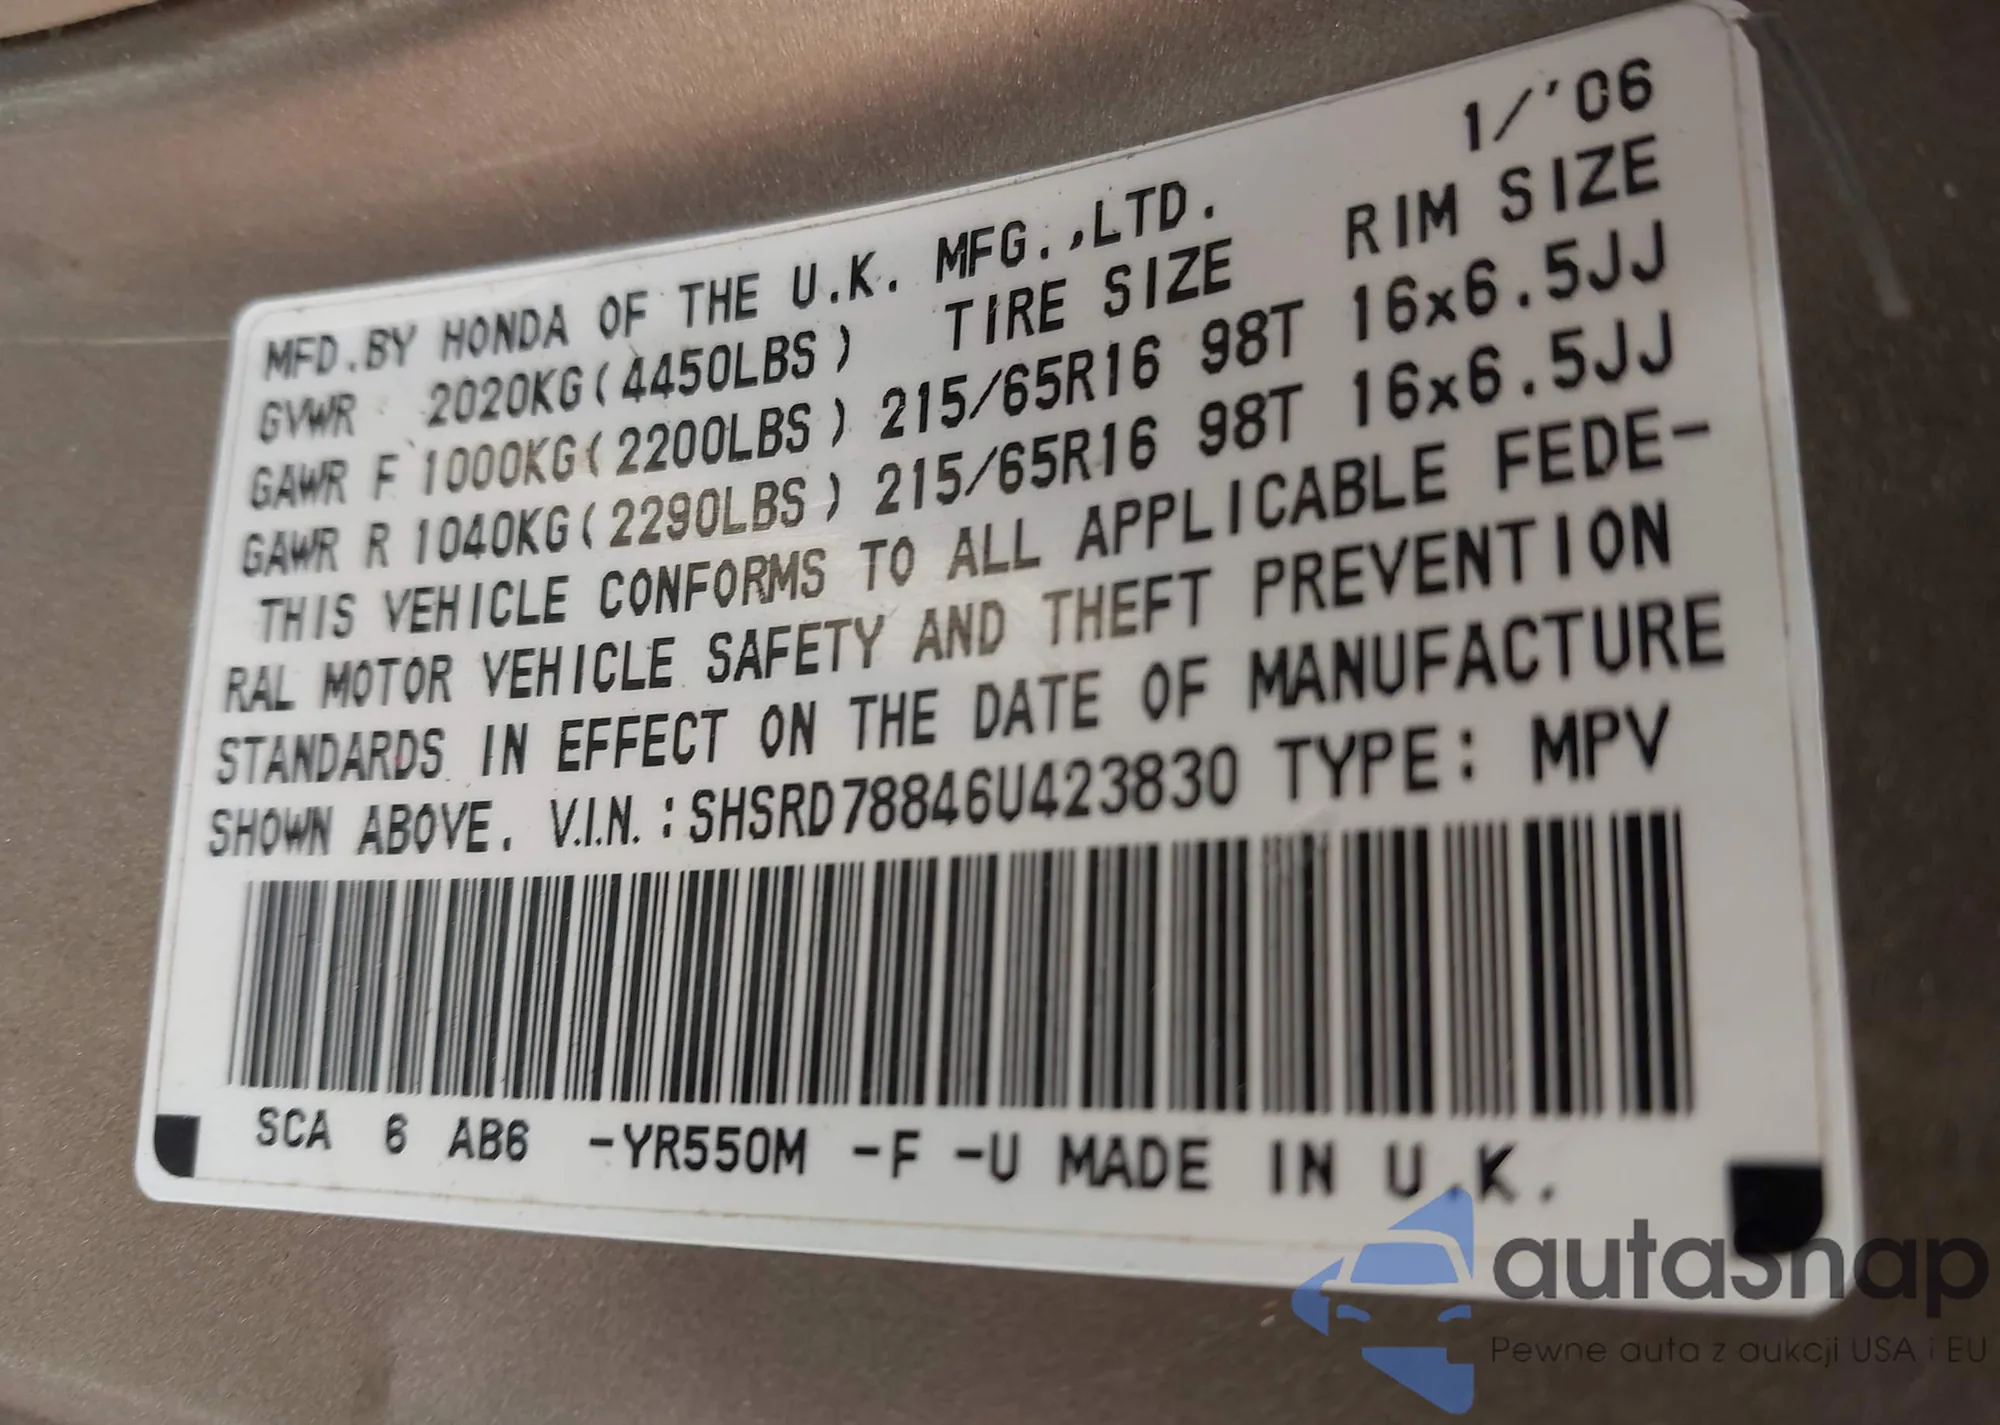 1/'06
MFD.BY HONDA OF THE U.K. MFG.,LTD.
GVWR 2020KG(4450LBS) TIRE SIZE RIM SIZE
GAWR F 1000KG(2200LBS) 215/65R16 98T 16x6.5JJ
GAWR R 1040KG(2290LBS) 215/65R16 98T 16x6.5JJ
THIS VEHICLE CONFORMS TO ALL APPLICABLE FEDE-
RAL MOTOR VEHICLE SAFETY AND THEFT PREVENTION
STANDARDS IN EFFECT ON THE DATE OF MANUFACTURE
SHOWN ABOVE. V.I.N.:SHSRD78846U423830 TYPE: MPV
SCA 6 AB6 -YR550M -F -U MADE IN U.K.
autasnap
Pewne auta z aukcji USA i EU